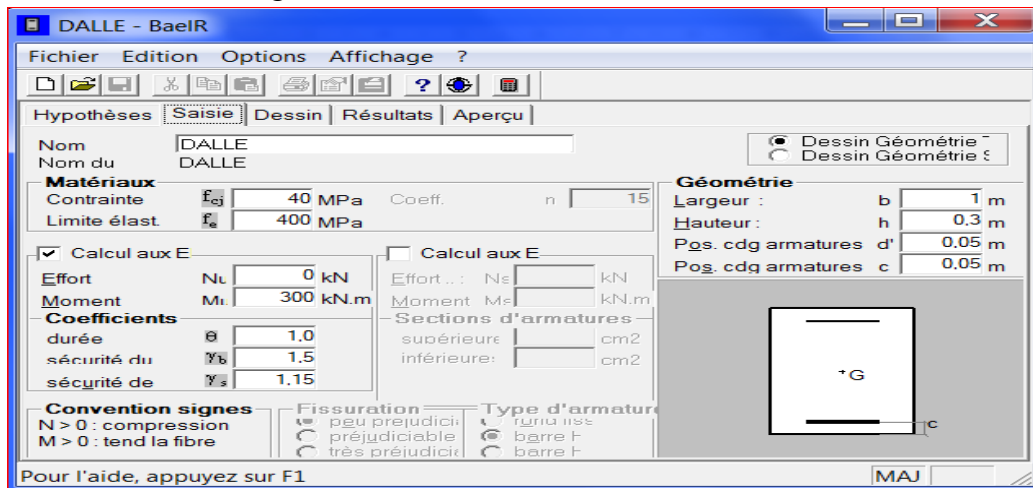 DALLE - BaelR
Fichier Edition Options Affichage ?
Hypothèses Saisie Dessin Résultats Aperçu
Nom DALLE
Nom du DALLE
Dessin Géométrie
Dessin Géométrie
Matériaux
Contrainte fcj 40 MPa Coeff. n 15
Limite élast. fe 400 MPa
Géométrie
Largeur : b 1 m
Hauteur : h 0,3 m
Pos. cdg armatures d' 0,05 m
Pos. cdg armatures c 0,05 m
Calcul aux E
Effort Nu 0 kN
Moment Mu 300 kN.m
Calcul aux E
Effort .. : Ns kN
Moment Ms kN.m
Coefficients
durée θ 1,0
sécurité du γb 1,5
sécurité de γs 1,15
Sections d'armatures
supérieure cm2
inférieure: cm2
Convention signes
N > 0 : compression
M > 0 : tend la fibre
Fissuration
peu préjudici
préjudiciable
très préjudici
Type d'armatur
barre H
barre H
+G
c
Pour l'aide, appuyez sur F1 MAJ